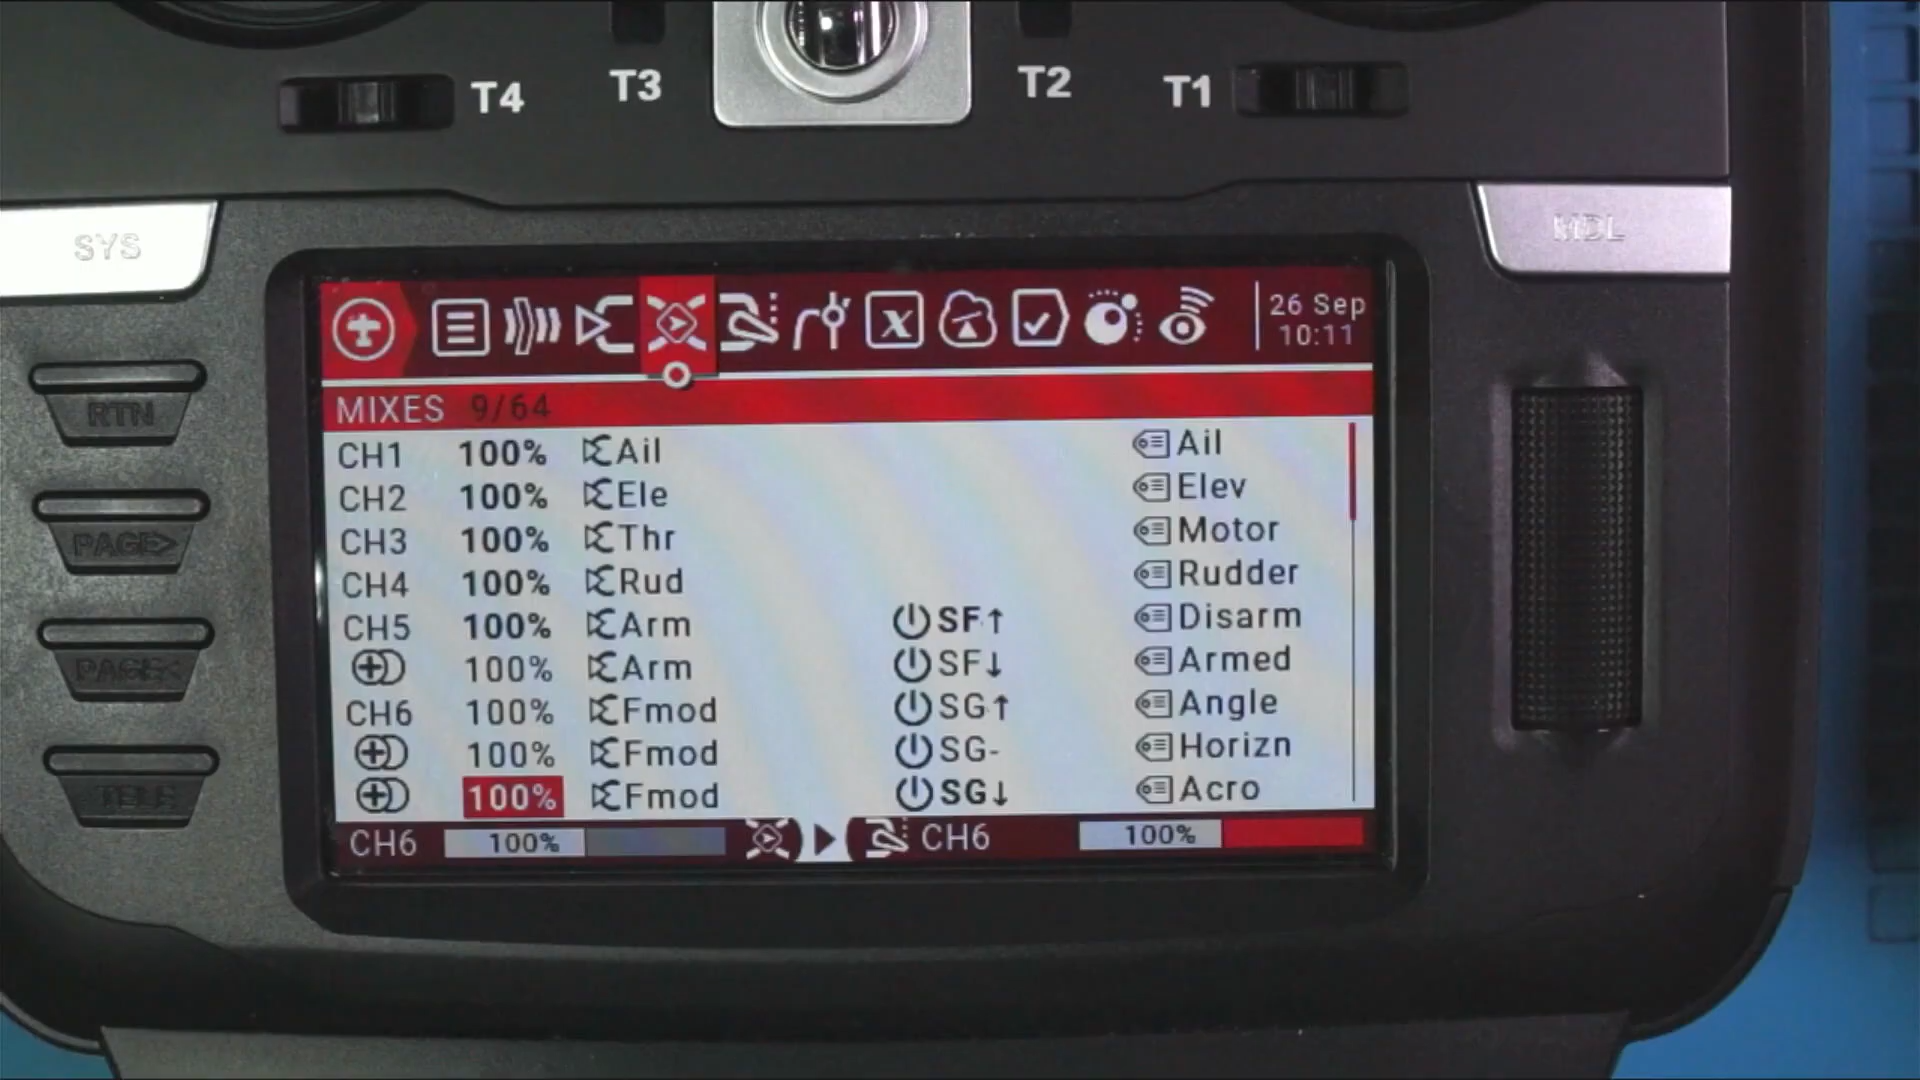 T4 T3 T2 T1
SYS
MDL
26 Sep
10:11
RTN
PAGE>
PAGE<
TELE
MIXES 9/64
CH1 100% Ail Ail
CH2 100% Ele Elev
CH3 100% Thr Motor
CH4 100% Rud Rudder
CH5 100% Arm SF↑ Disarm
100% Arm SF↓ Armed
CH6 100% Fmod SG↑ Angle
100% Fmod SG- Horizn
100% Fmod SG↓ Acro
CH6 100% CH6 100%